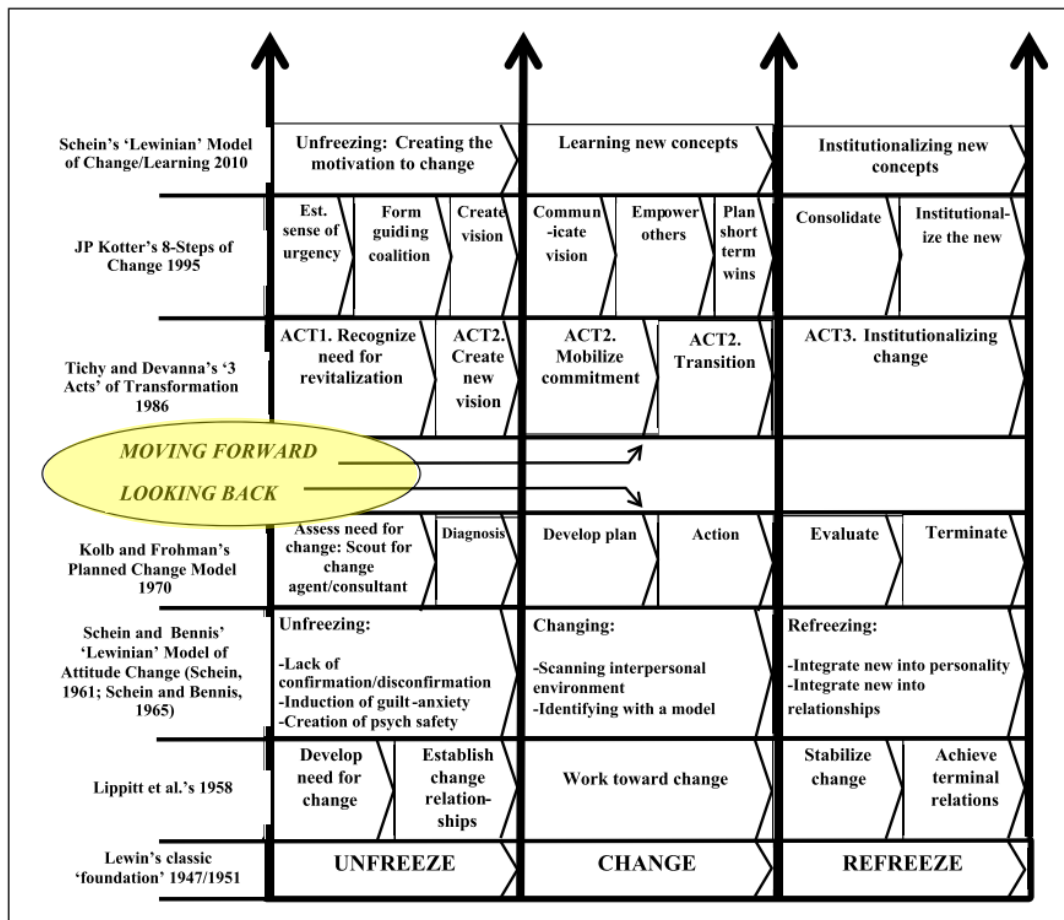 Schein's 'Lewinian' Model
of Change/Learning 2010
Unfreezing: Creating the
motivation to change
Learning new concepts
Institutionalizing new
concepts
JP Kotter's 8-Steps of
Change 1995
Est.
sense of
urgency
Form
guiding
coalition
Create
vision
Commun
-icate
vision
Empower
others
Plan
short
term
wins
Consolidate
Institutional-
ize the new
Tichy and Devanna's '3
Acts' of Transformation
1986
ACT1. Recognize
need for
revitalization
ACT2.
Create
new
vision
ACT2.
Mobilize
commitment
ACT2.
Transition
ACT3. Institutionalizing
change
MOVING FORWARD
LOOKING BACK
Kolb and Frohman's
Planned Change Model
1970
Assess need for
change: Scout for
change
agent/consultant
Diagnosis
Develop plan
Action
Evaluate
Terminate
Schein and Bennis'
'Lewinian' Model of
Attitude Change (Schein,
1961; Schein and Bennis,
1965)
Unfreezing:
-Lack of
confirmation/disconfirmation
-Induction of guilt-anxiety
-Creation of psych safety
Changing:
-Scanning interpersonal
environment
-Identifying with a model
Refreezing:
-Integrate new into personality
-Integrate new into
relationships
Lippitt et al.'s 1958
Develop
need for
change
Establish
change
relation-
ships
Work toward change
Stabilize
change
Achieve
terminal
relations
Lewin's classic
'foundation' 1947/1951
UNFREEZE
CHANGE
REFREEZE